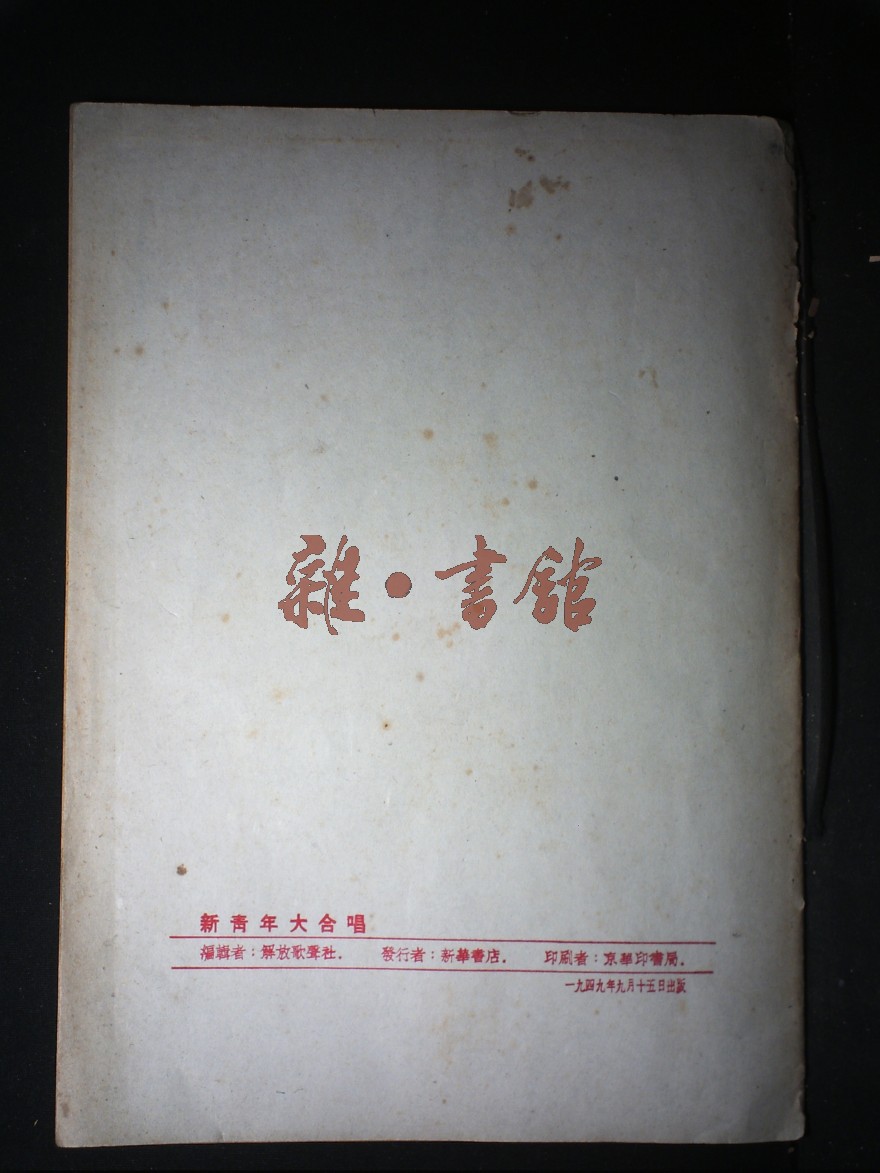 雜·書館
新青年大合唱
編輯者：解放歌聲社． 發行者：新華書店． 印刷者：京華印書局．
一九四九年九月十五日出版